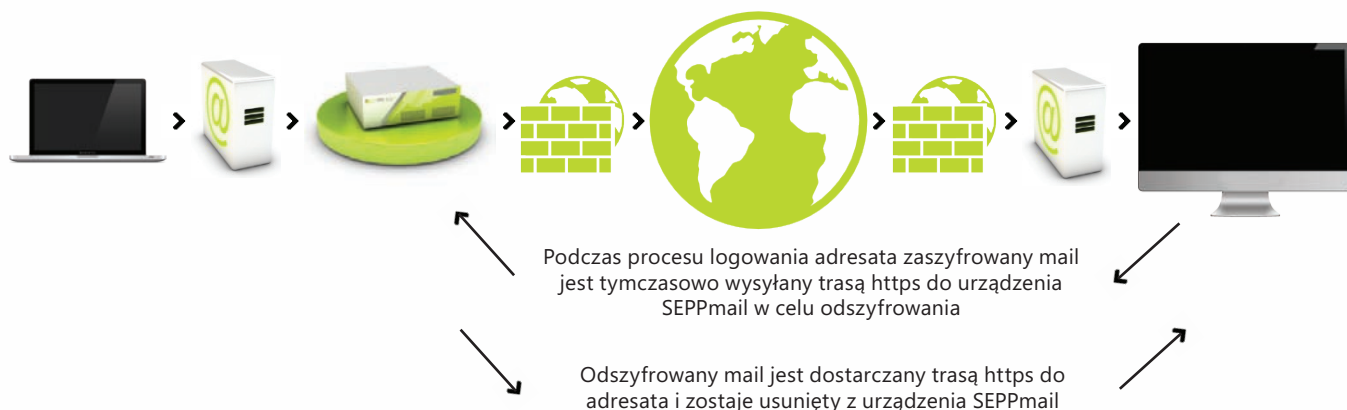 Podczas procesu logowania adresata zaszyfrowany mail
jest tymczasowo wysyłany trasą https do urządzenia
SEPPmail w celu odszyfrowania
Odszyfrowany mail jest dostarczany trasą https do
adresata i zostaje usunięty z urządzenia SEPPmail